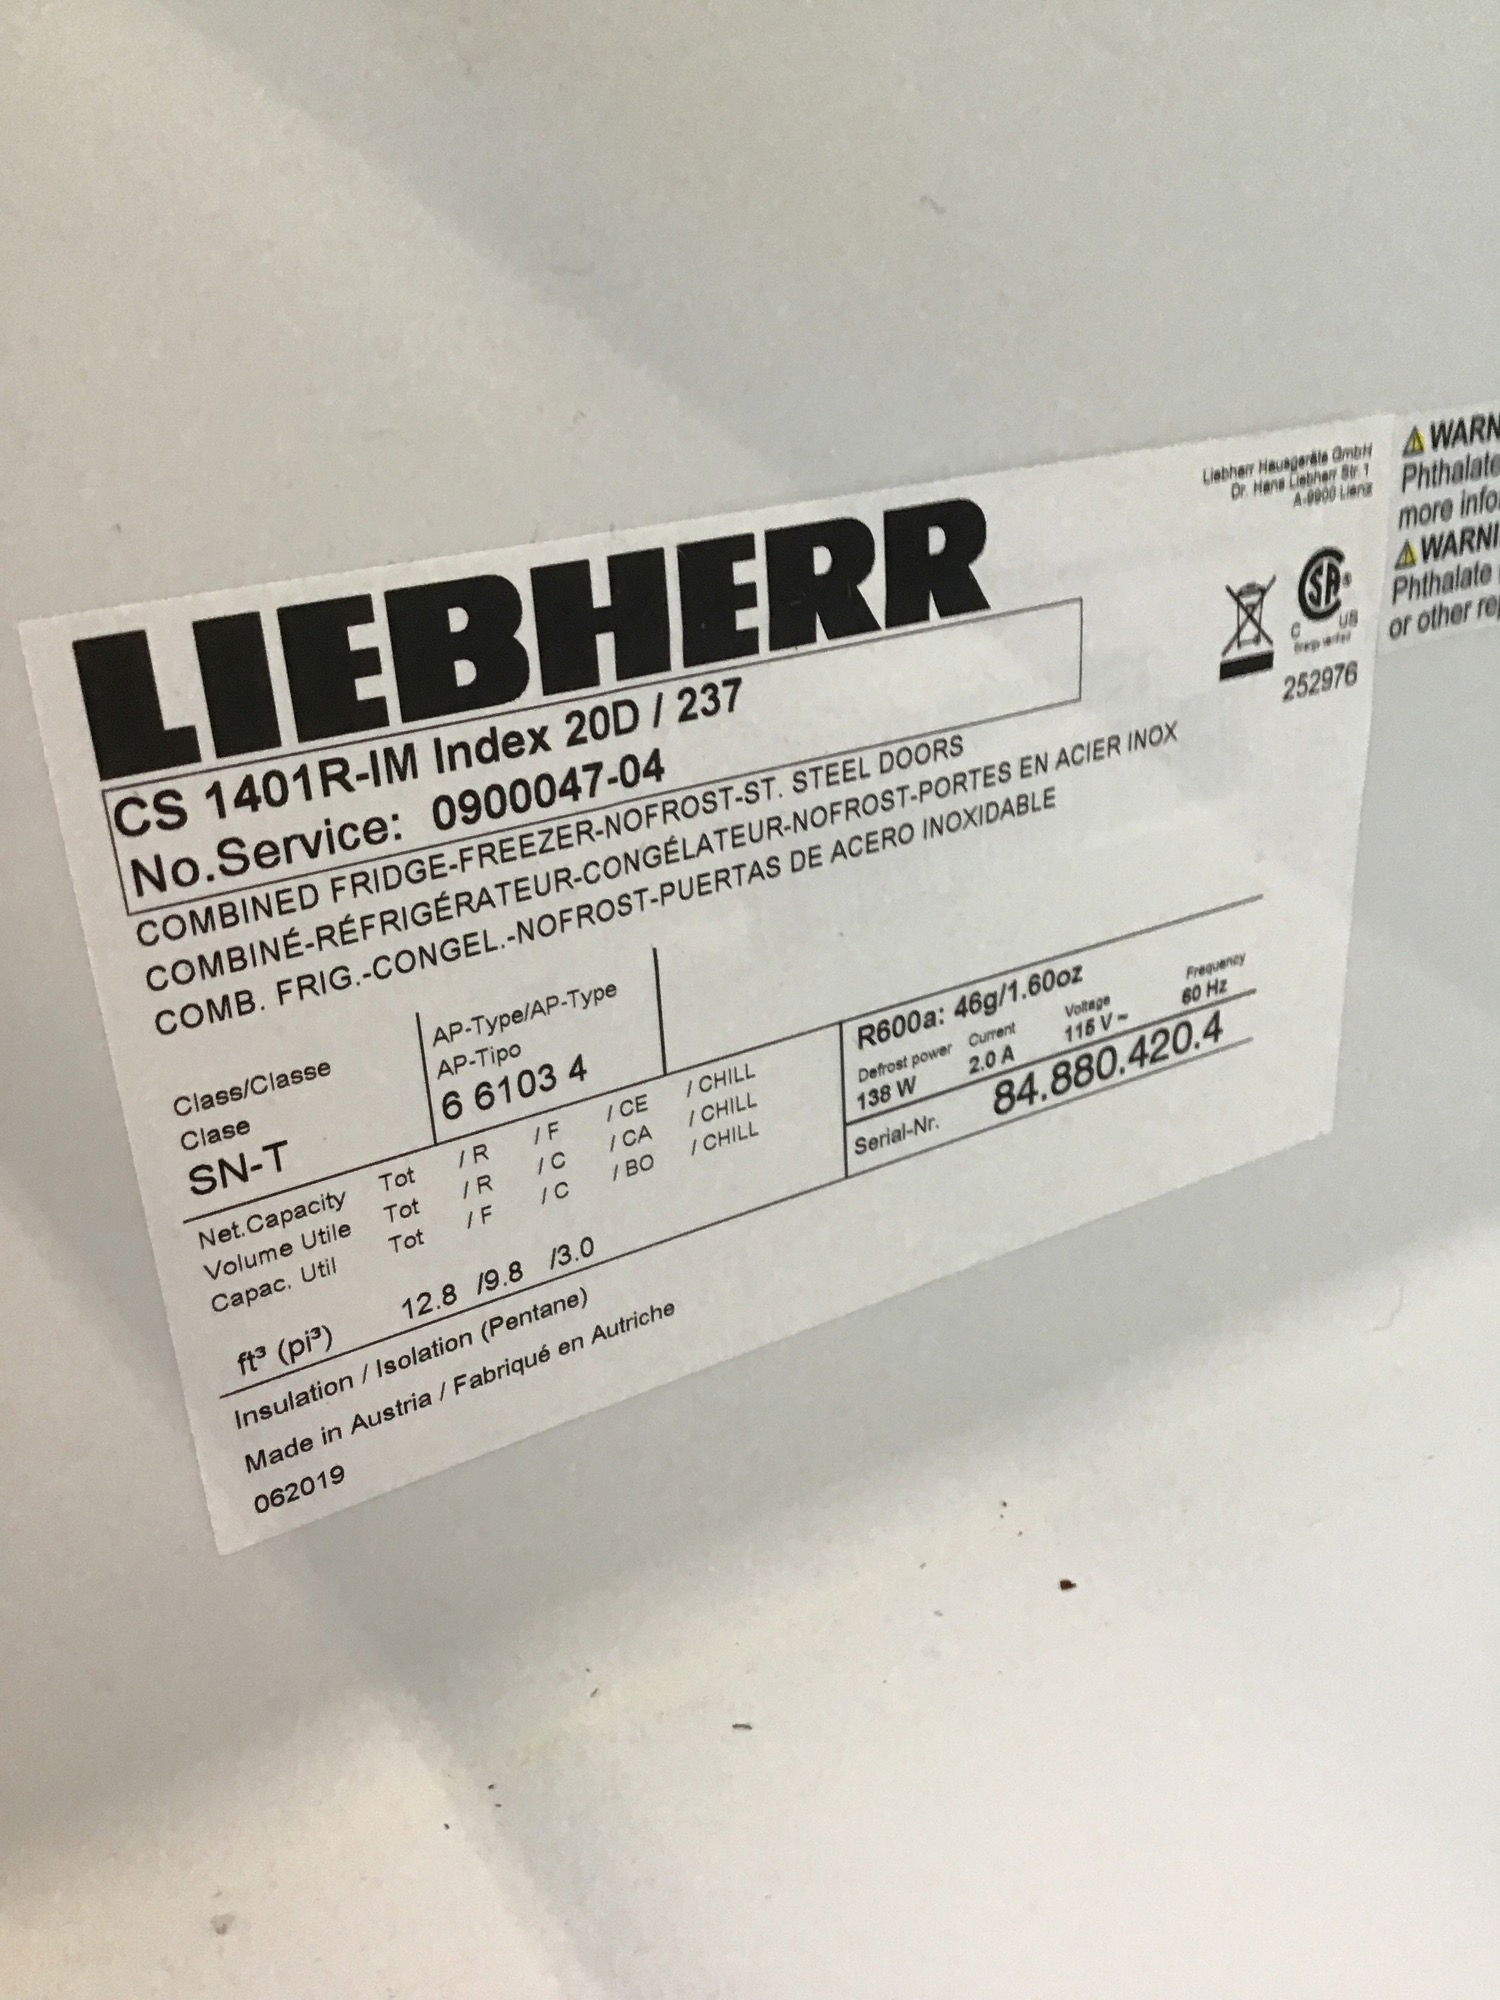 LIEBHERR
CS 1401R-IM Index 20D / 237
No.Service: 0900047-04
COMBINED FRIDGE-FREEZER-NOFROST-ST. STEEL DOORS
COMBINÉ-RÉFRIGÉRATEUR-CONGÉLATEUR-NOFROST-PORTES EN ACIER INOX
COMB. FRIG.-CONGEL.-NOFROST-PUERTAS DE ACERO INOXIDABLE
Liebherr Hausgeräte GmbH
Dr. Hans Liebherr Str. 1
A-9900 Lienz
SA ®
C US
252976
WARN
Phthalate
more info
WARNI
Phthalate
or other
Class/Classe
Clase
SN-T
AP-Type/AP-Type
AP-Tipo
6 6103 4
R600a: 46g/1.60oz
Defrost power Current Voltage Frequency
138 W 2.0 A 115 V ~ 60 Hz
Serial-Nr. 84.880.420.4
Net.Capacity Tot / R / F / CE / CHILL
Volume Utile Tot / R / C / CA / CHILL
Capac. Util Tot / F / C / BO / CHILL
ft³ (pi³) 12.8 /9.8 /3.0
Insulation / Isolation (Pentane)
Made in Austria / Fabriqué en Autriche
062019